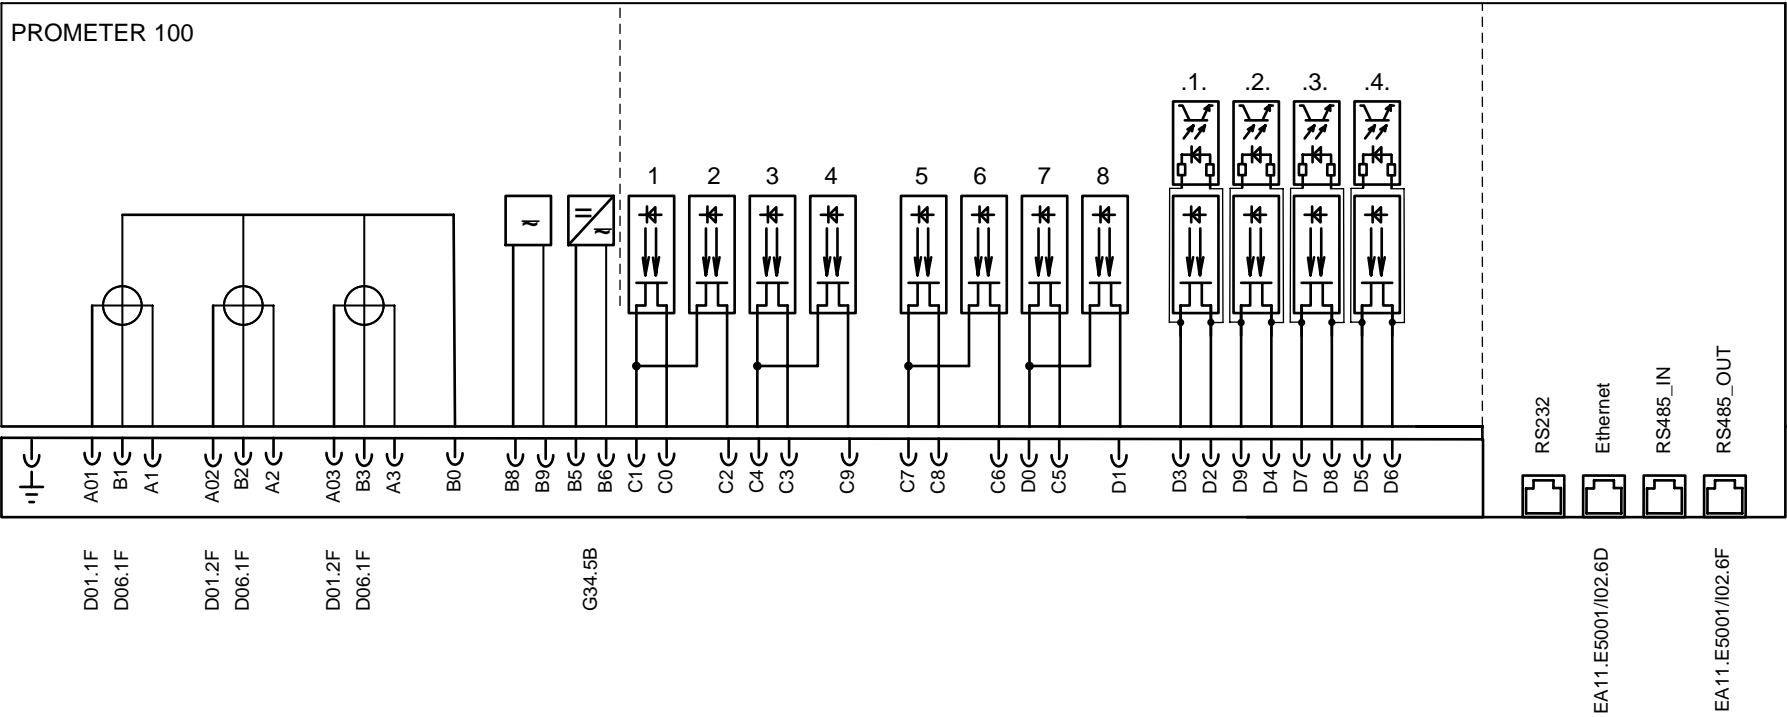 PROMETER 100
.1. .2. .3. .4.
1 2 3 4 5 6 7 8
RS232
Ethernet
RS485_IN
RS485_OUT
A01
B1
A1
A02
B2
A2
A03
B3
A3
B0
B8
B9
B5
B6
C1
C0
C2
C4
C3
C9
C7
C8
C6
D0
C5
D1
D3
D2
D9
D4
D7
D8
D5
D6
D01.1F
D06.1F
D01.2F
D06.1F
D01.2F
D06.1F
G34.5B
EA11.E5001/I02.6D
EA11.E5001/I02.6F